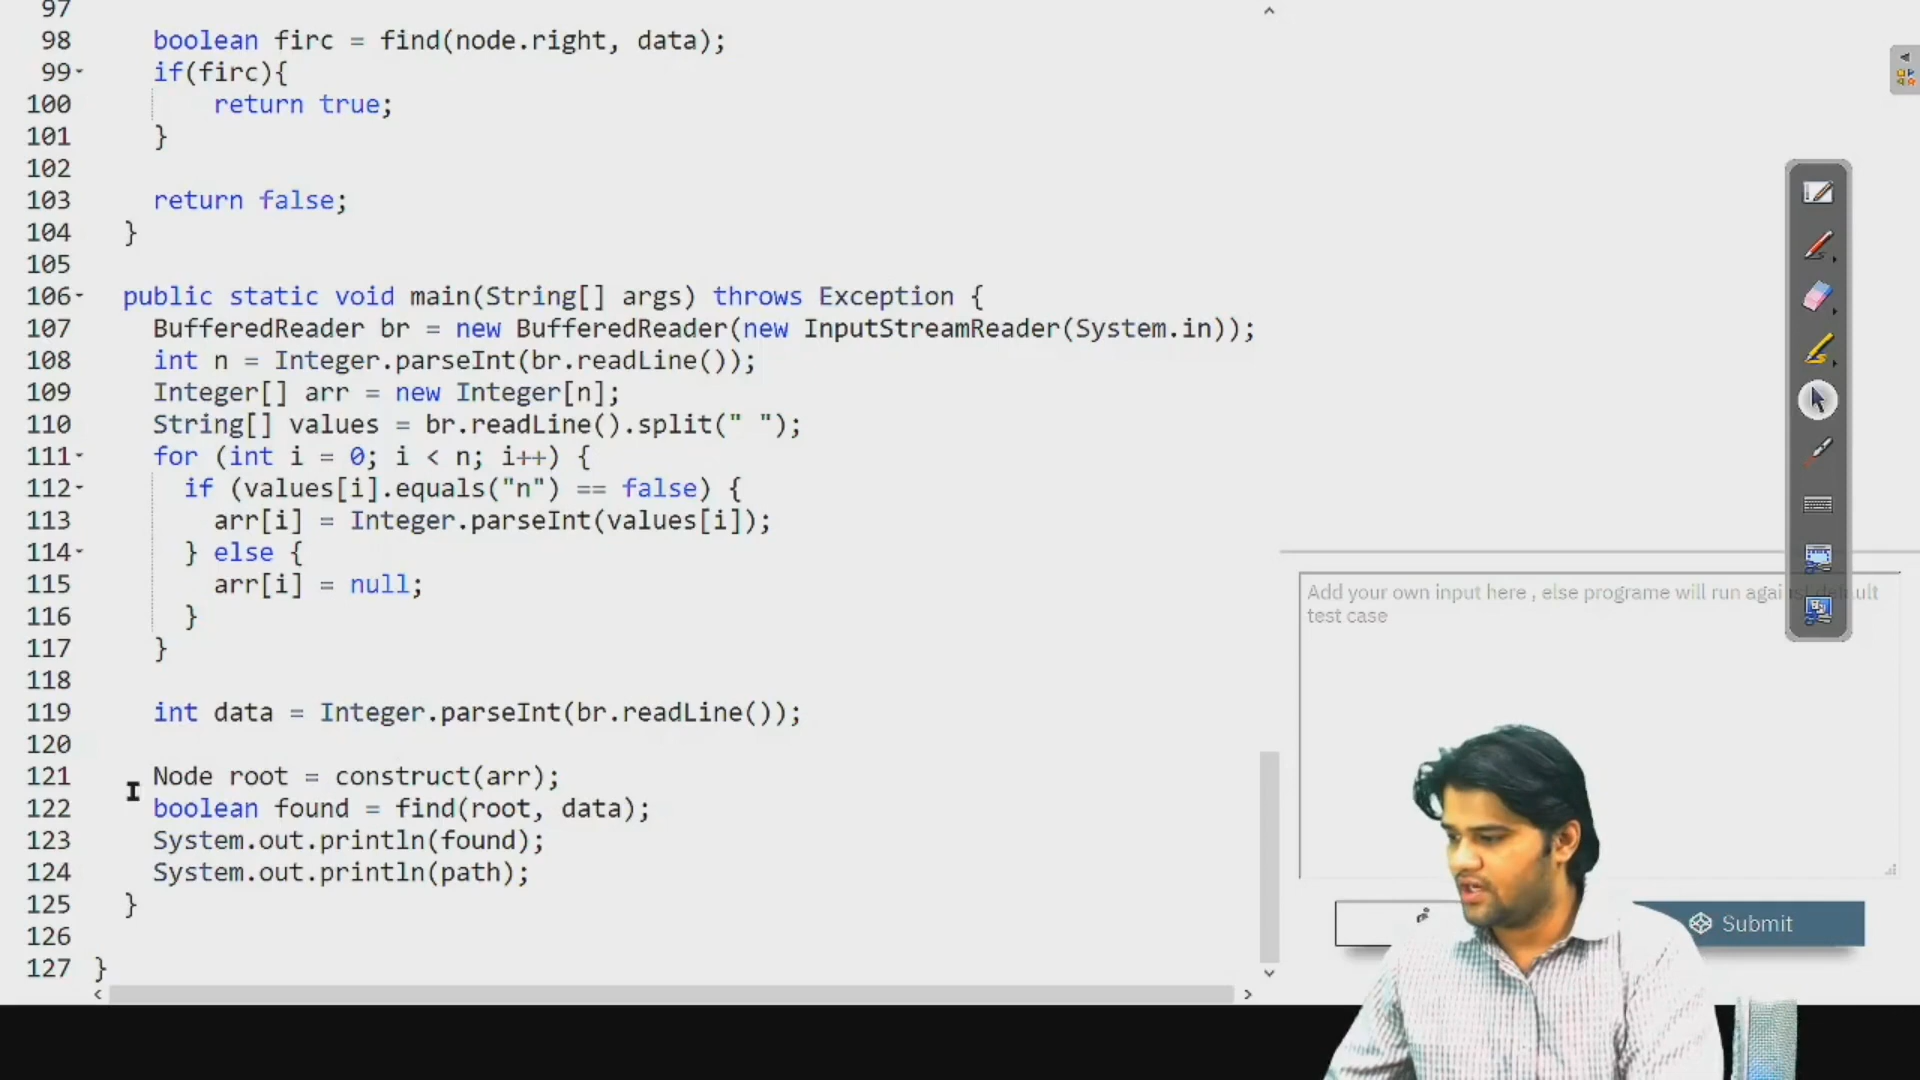 97
98 boolean firc = find(node.right, data);
99 if(firc){
100 return true;
101 }
102
103 return false;
104 }
105
106 public static void main(String[] args) throws Exception {
107 BufferedReader br = new BufferedReader(new InputStreamReader(System.in));
108 int n = Integer.parseInt(br.readLine());
109 Integer[] arr = new Integer[n];
110 String[] values = br.readLine().split(" ");
111 for (int i = 0; i < n; i++) {
112 if (values[i].equals("n") == false) {
113 arr[i] = Integer.parseInt(values[i]);
114 } else {
115 arr[i] = null;
116 }
117 }
118
119 int data = Integer.parseInt(br.readLine());
120
121 Node root = construct(arr);
122 boolean found = find(root, data);
123 System.out.println(found);
124 System.out.println(path);
125 }
126
127 }
Add your own input here , else programe will run against default
test case
Submit